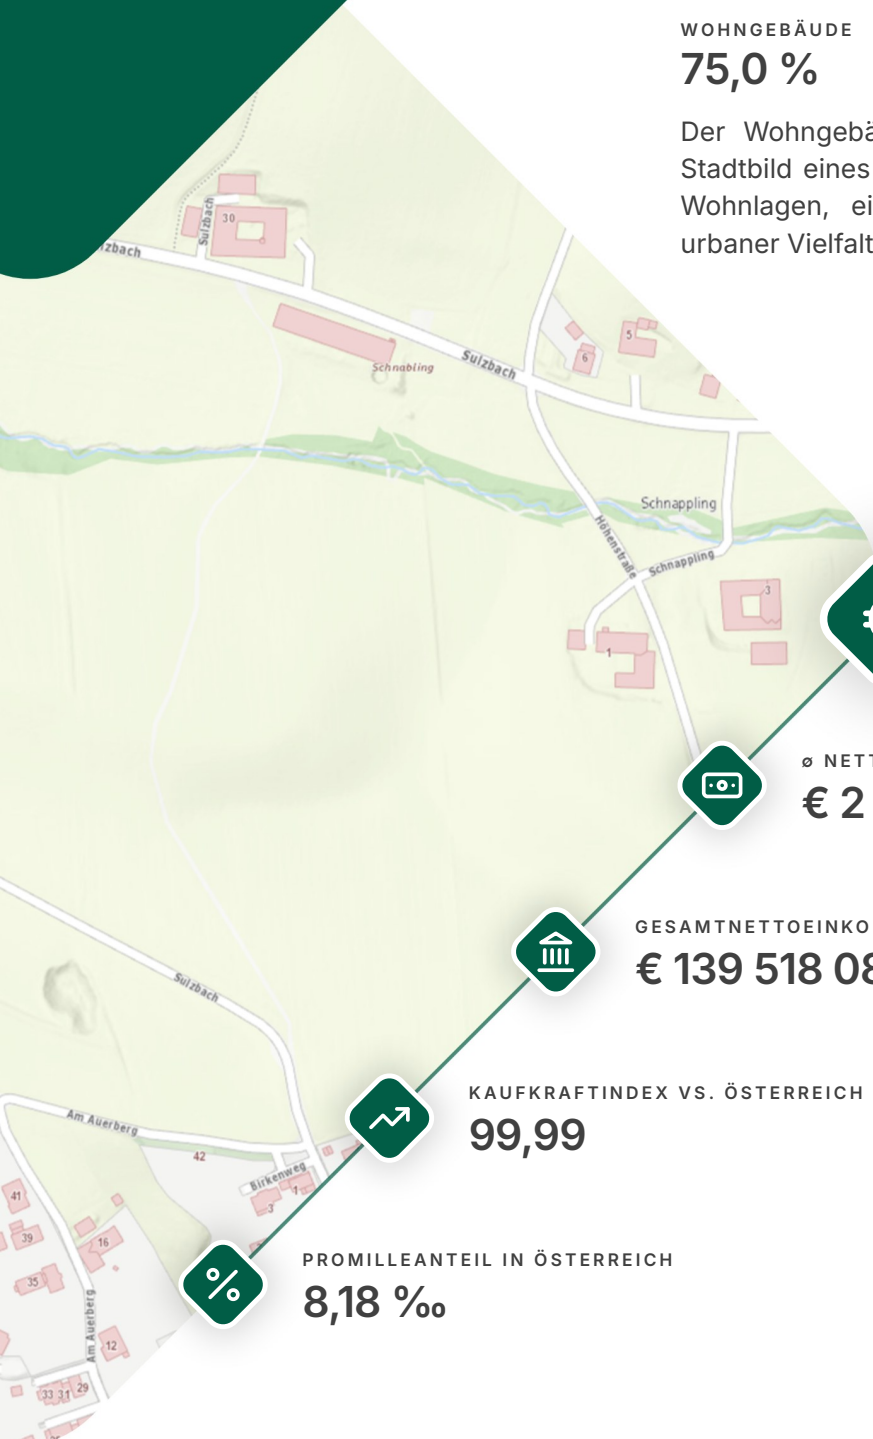 WOHNGEBÄUDE
75,0 %
Der Wohngebä
Stadtbild eines
Wohnlagen, ei
urbaner Vielfalt
Sulzbach
30
zbach
Schnabling
Sulzbach
5
6
Schnappling
Höhenstraße
Schnappling
3
1
ø NETT
€ 2
GESAMTNETTOEINKO
€ 139 518 08
Sulzbach
KAUFKRAFTINDEX VS. ÖSTERREICH
99,99
Am Auerberg
42
Birkenweg
1
3
41
39
16
35
PROMILLEANTEIL IN ÖSTERREICH
8,18 ‰
Am Auerberg
12
33 31 29